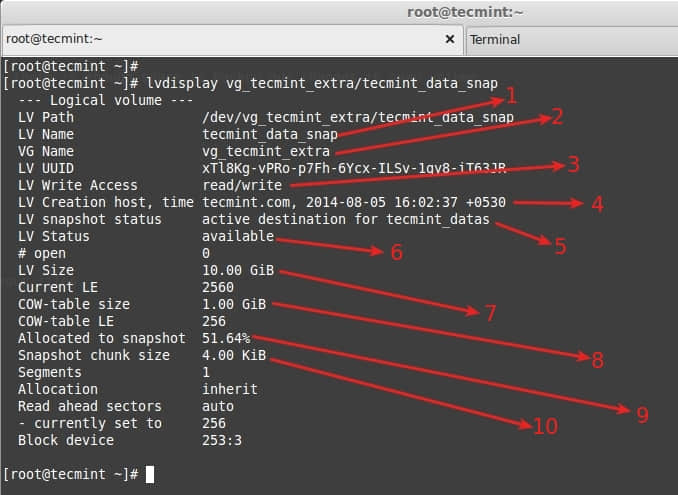 root@tecmint:~
root@tecmint:~ × Terminal
[root@tecmint ~]#
[root@tecmint ~]# lvdisplay vg_tecmint_extra/tecmint_data_snap
--- Logical volume ---
LV Path /dev/vg_tecmint_extra/tecmint_data_snap
LV Name tecmint_data_snap 1
VG Name vg_tecmint_extra 2
LV UUID xTl8Kg-vPRo-p7Fh-6Ycx-ILSv-1qy8-iT63JR
LV Write Access read/write 3
LV Creation host, time tecmint.com, 2014-08-05 16:02:37 +0530 4
LV snapshot status active destination for tecmint_datas 5
LV Status available 6
# open 0
LV Size 10.00 GiB 7
Current LE 2560
COW-table size 1.00 GiB 8
COW-table LE 256
Allocated to snapshot 51.64% 9
Snapshot chunk size 4.00 KiB 10
Segments 1
Allocation inherit
Read ahead sectors auto
- currently set to 256
Block device 253:3
[root@tecmint ~]#